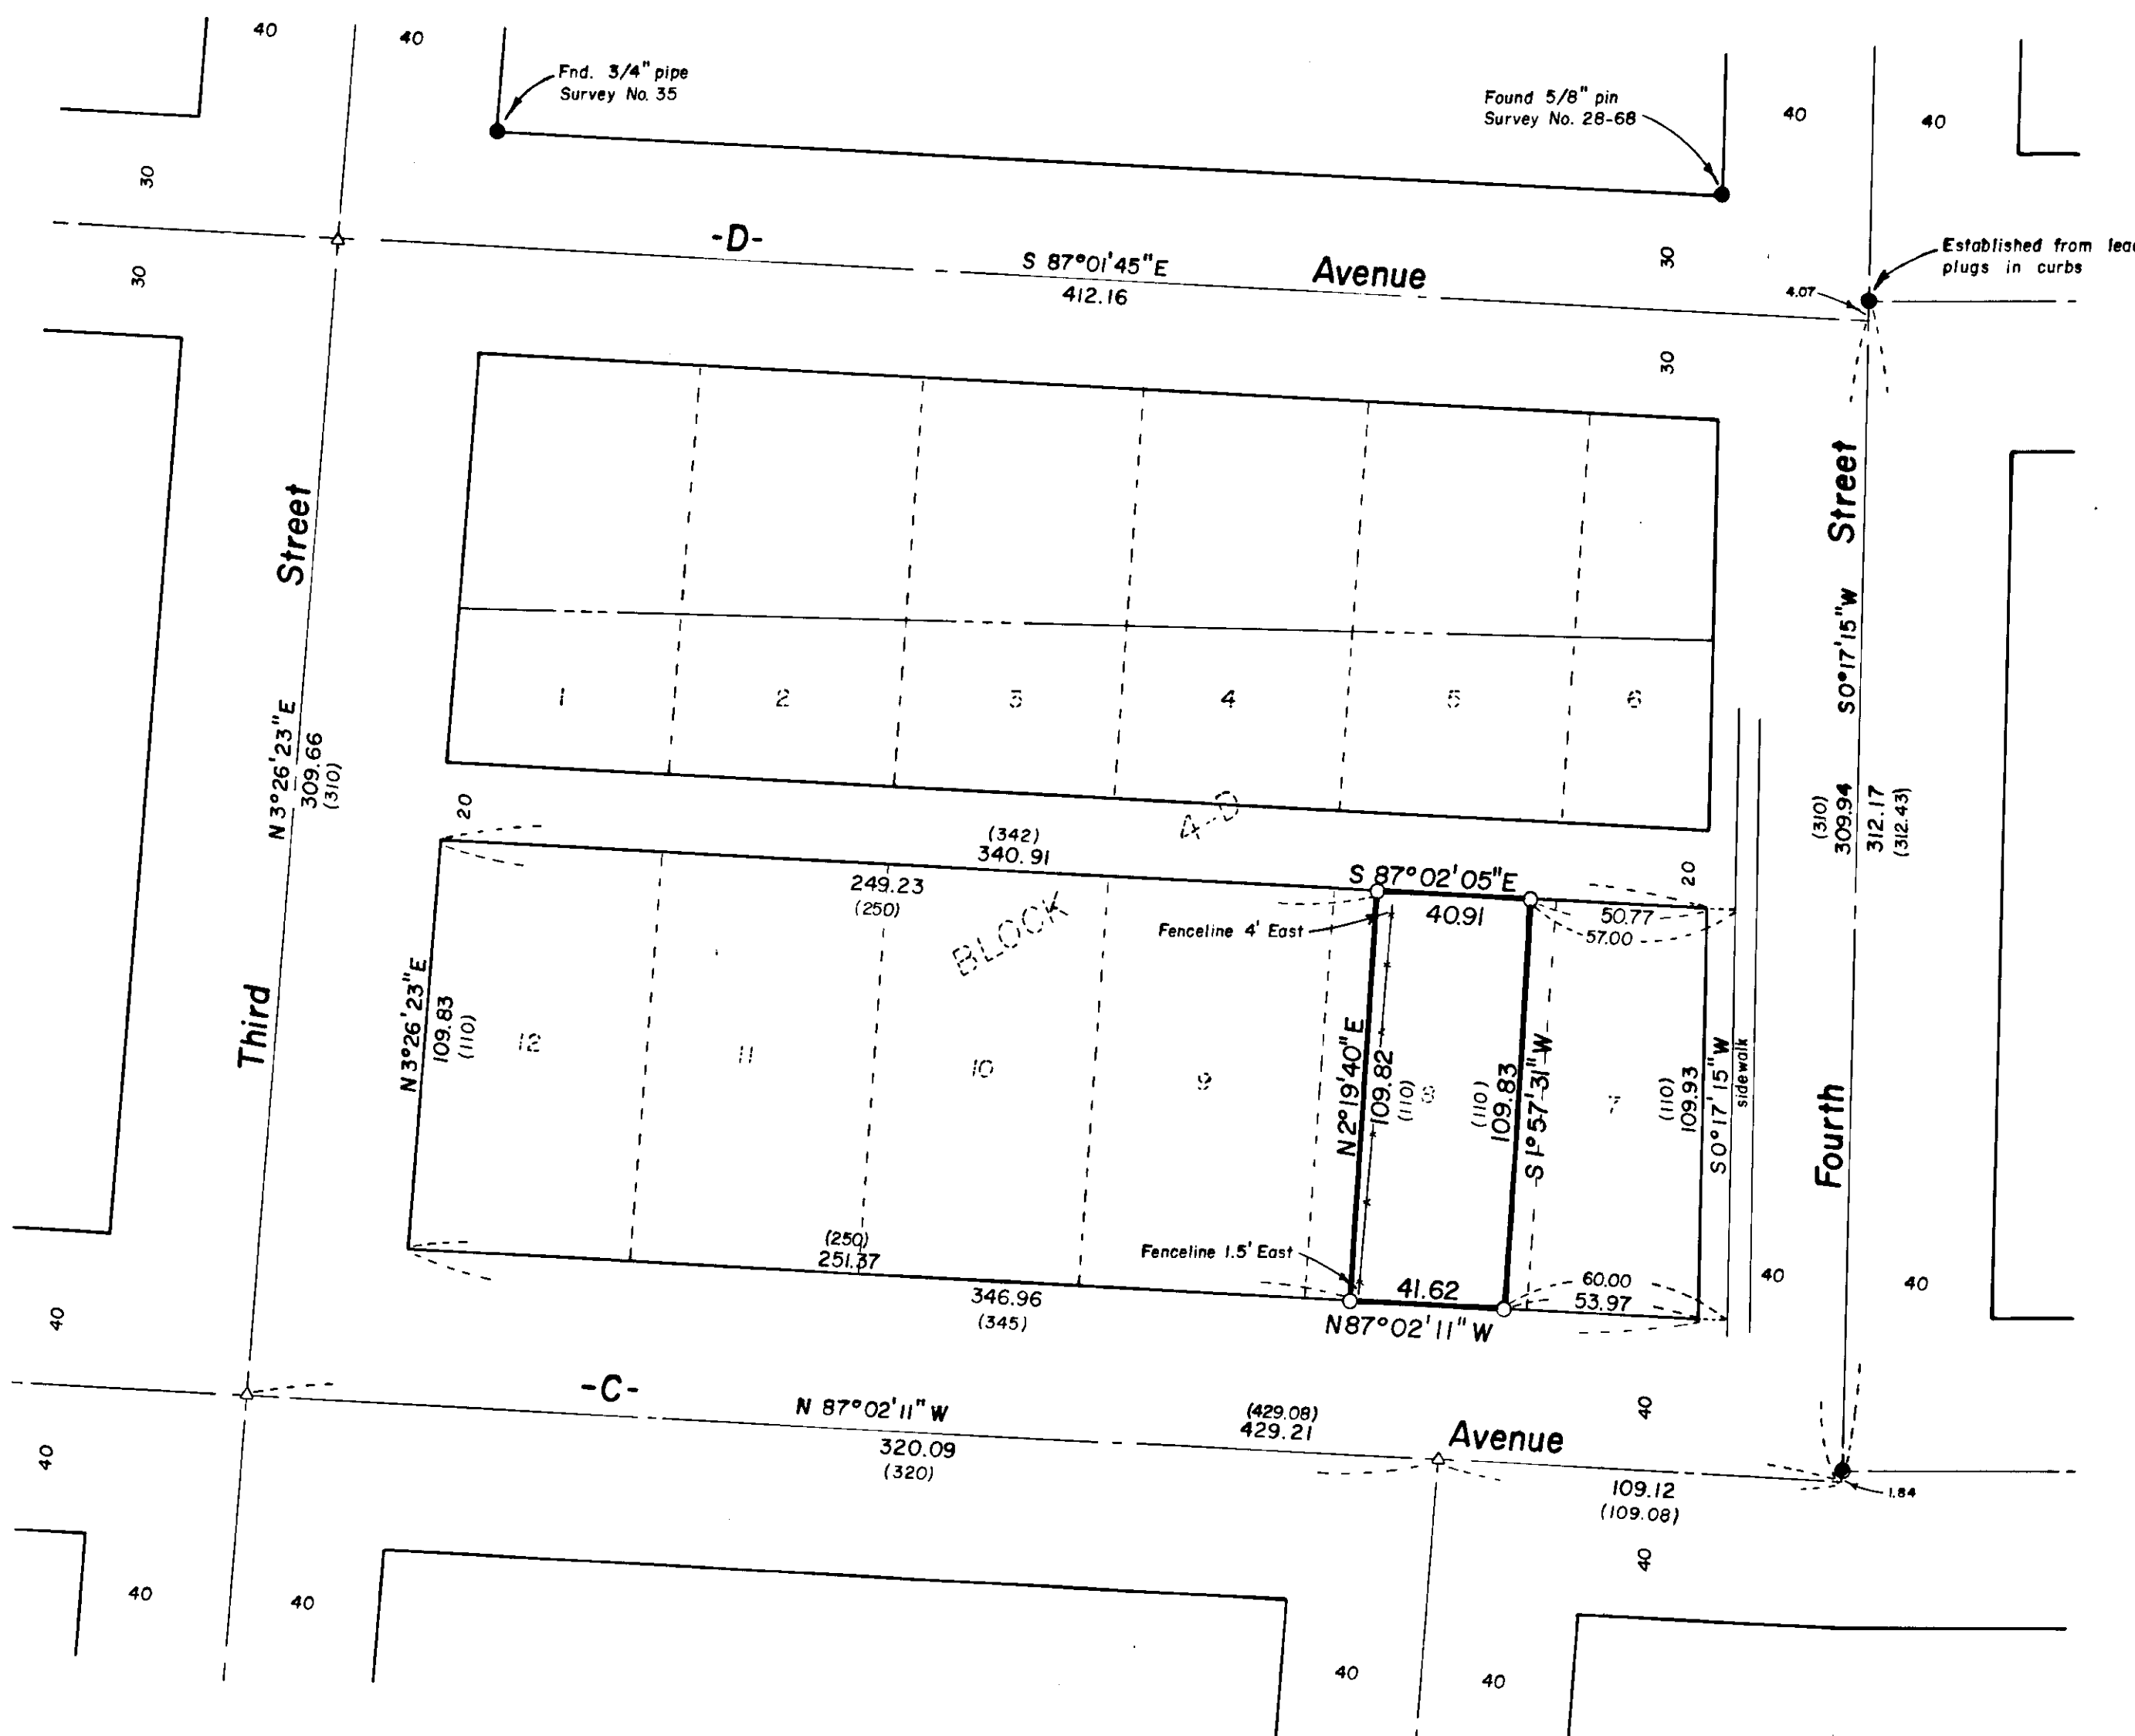 40
40
Fnd. 3/4" pipe
Survey No. 35
Found 5/8" pin
Survey No. 28-68
40
40
30
30
-D-
S 87°01'45"E
412.16
Avenue
30
30
4.07
Established from lead
plugs in curbs
Third Street
N 3°26'23"E
309.66
(310)
Fourth Street
S 0°17'15"W
(310)
309.94
312.17
(312.43)
1
2
3
4
5
6
20
BLOCK 4-D
(342)
340.91
249.23
(250)
S 87°02'05"E
40.91
20
50.77
57.00
Fenceline 4' East
N 3°26'23"E
109.83
(110)
12
11
10
9
N 2°19'40"E
109.82
(110)
8
(110)
109.83
S 1°57'31"W
7
(110)
109.93
S 0°17'15"W
sidewalk
(250)
251.37
346.96
(345)
Fenceline 1.5' East
41.62
N 87°02'11"W
60.00
53.97
40
40
40
40
-C-
N 87°02'11"W
320.09
(320)
(429.08)
429.21
Avenue
40
109.12
(109.08)
1.84
40
40
40
40
40